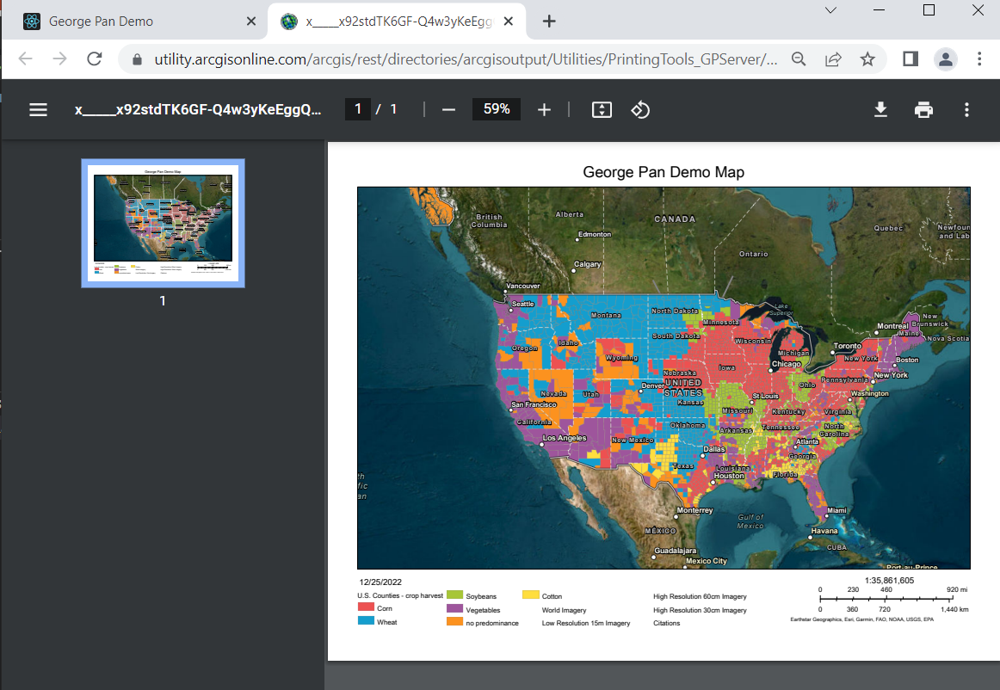 George Pan Demo
x_____x92stdTK6GF-Q4w3yKeEgg
utility.arcgisonline.com/arcgis/rest/directories/arcgisoutput/Utilities/PrintingTools_GPServer/...
x_____x92stdTK6GF-Q4w3yKeEggQ... 1 / 1 59%
1
George Pan Demo Map
British Columbia
Alberta
CANADA
Edmonton
Quebec
Newfoun
and Lab
Calgary
Ontario
Vancouver
Seattle
Lake Superior
Montana
North Dakota
Minnesota
Montreal
New Brunswick
Maine
Nova Scotia
South Dakota
Oregon
Idaho
Wisconsin
Toronto
Wyoming
Michigan
New York
Boston
Chicago
Iowa
Nebraska
New York
UNITED STATES
Denver
Ohio
Pennsylvania
Nevada
Utah
Washington
San Francisco
Kansas
St Louis
Missouri
Kentucky
Virginia
California
Oklahoma
Arkansas
Tennessee
North Carolina
Los Angeles
New Mexico
Atlanta
Dallas
Georgia
Texas
Louisiana
Houston
Florida
th
fic
an
Monterrey
Miami
Gulf of Mexico
MÉXICO
Havana
CUBA
Guadalajara
Mexico City
Port-au-Prince
12/25/2022
U.S. Counties - crop harvest
Corn
Wheat
Soybeans
Vegetables
no predominance
Cotton
World Imagery
Low Resolution 15m Imagery
High Resolution 60cm Imagery
High Resolution 30cm Imagery
Citations
1:35,861,605
0 230 460 920 mi
0 360 720 1,440 km
Earthstar Geographics, Esri, Garmin, FAO, NOAA, USGS, EPA